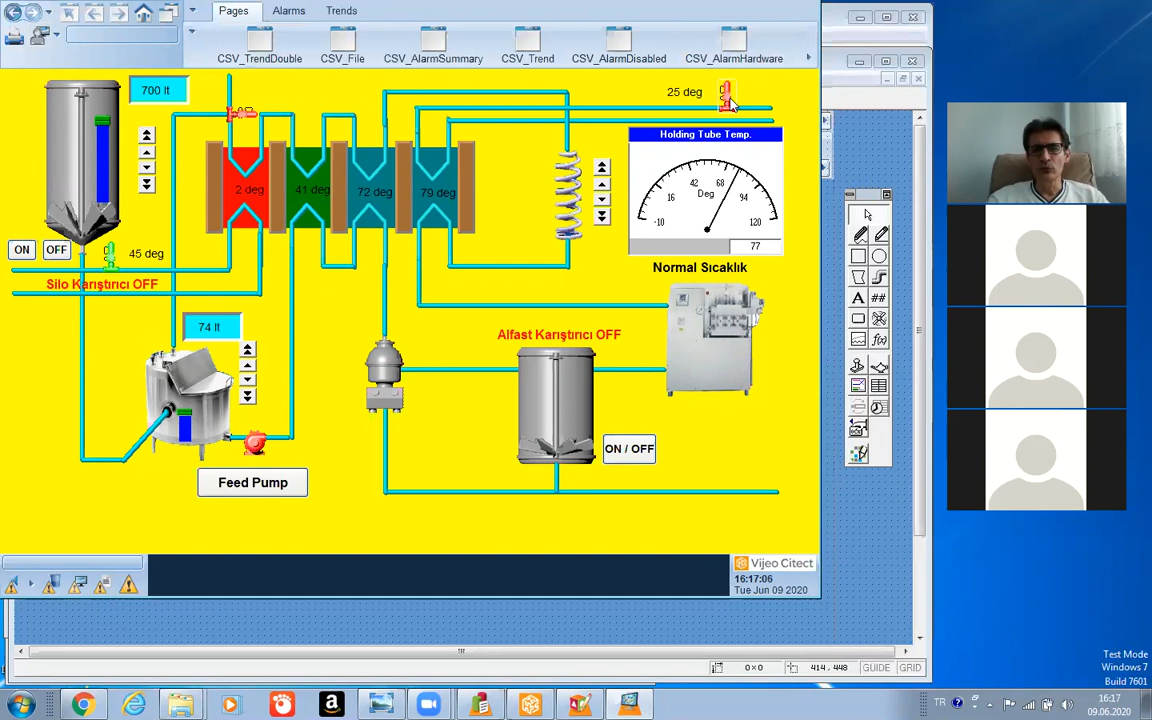 Pages Alarms Trends
CSV_TrendDouble CSV_File CSV_AlarmSummary CSV_Trend CSV_AlarmDisabled CSV_AlarmHardware
700 lt
25 deg
Holding Tube Temp.
-10 16 42 68 94 120
Deg
77
Normal Sıcaklık
2 deg 41 deg 72 deg 79 deg
ON OFF
45 deg
Silo Karıştırıcı OFF
74 lt
Alfast Karıştırıcı OFF
ON / OFF
Feed Pump
Vijeo Citect
16:17:06
Tue Jun 09 2020
A ##
f(x)
0×0 414 , 448 GUIDE GRID
Test Mode
Windows 7
Build 7601
TR
16:17
09.06.2020